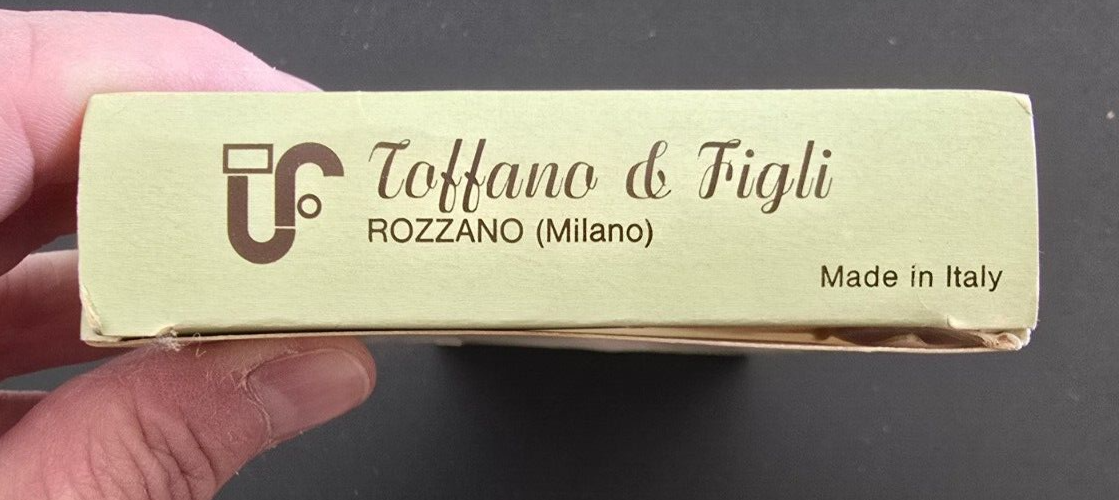 Toffano & Figli
ROZZANO (Milano)
Made in Italy